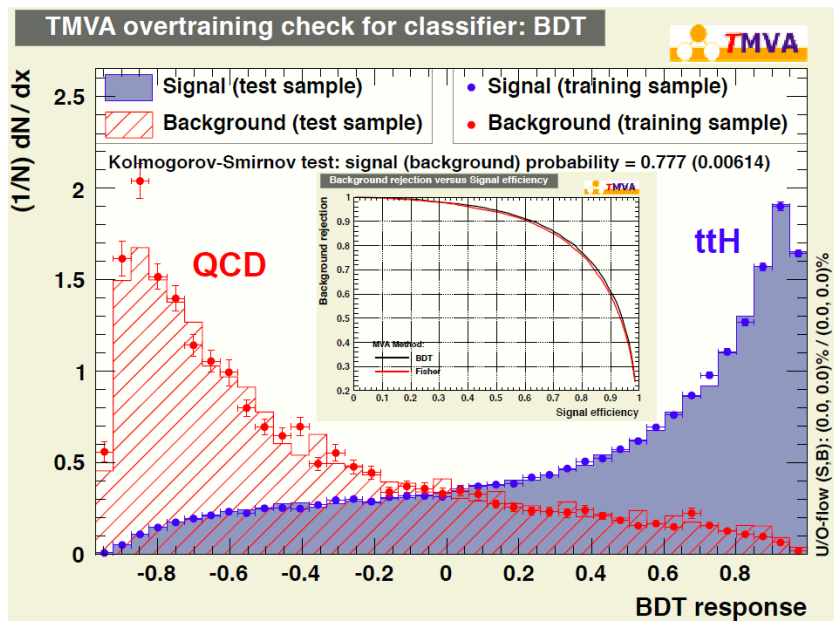 TMVA overtraining check for classifier: BDT
TMVA
(1/N) dN/ dx
2.5
2
1.5
1
0.5
0
Signal (test sample)
Background (test sample)
Signal (training sample)
Background (training sample)
Kolmogorov-Smirnov test: signal (background) probability = 0.777 (0.00614)
Background rejection versus Signal efficiency
TMVA
Background rejection
1
0.9
0.8
0.7
0.6
0.5
0.4
0.3
0.2
MVA Method:
BDT
Fisher
0 0.1 0.2 0.3 0.4 0.5 0.6 0.7 0.8 0.9 1
Signal efficiency
QCD
ttH
U/O-flow (S,B): (0.0, 0.0)% / (0.0, 0.0)%
-0.8 -0.6 -0.4 -0.2 0 0.2 0.4 0.6 0.8
BDT response